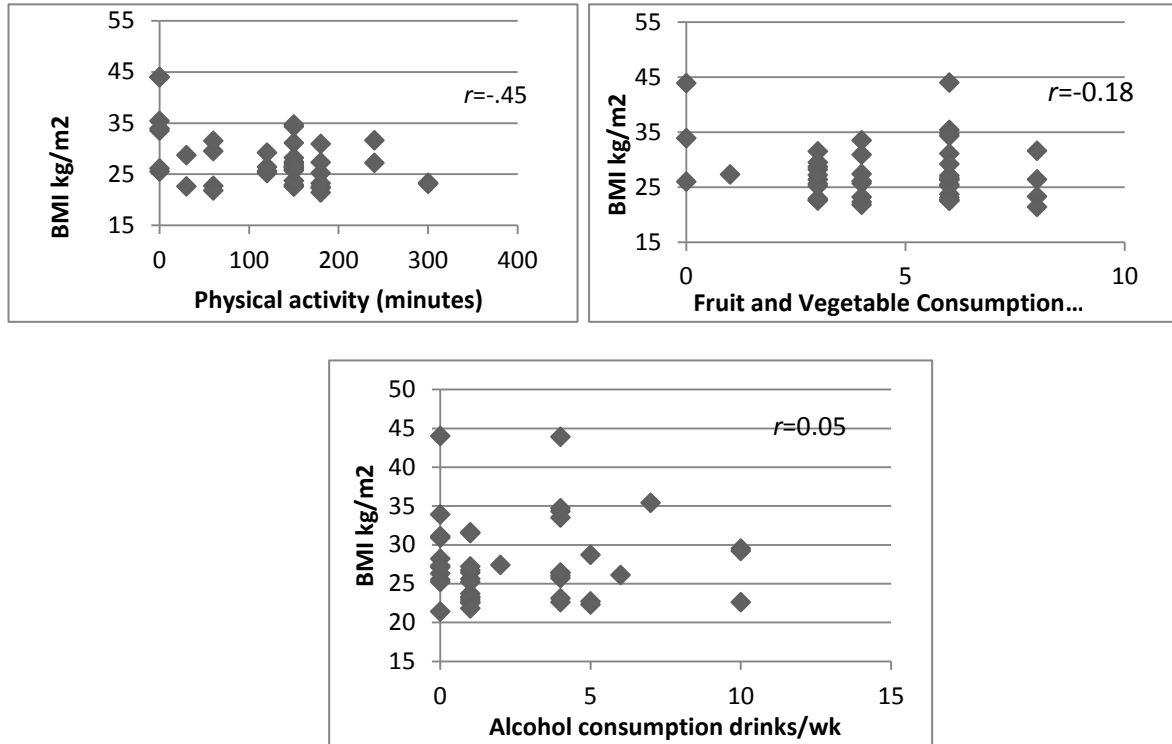 55
45
35
25
15
BMI kg/m2
r=-.45
0 100 200 300 400
Physical activity (minutes)
55
45
35
25
15
BMI kg/m2
r=-0.18
0 5 10
Fruit and Vegetable Consumption…
50
45
40
35
30
25
20
15
BMI kg/m2
r=0.05
0 5 10 15
Alcohol consumption drinks/wk